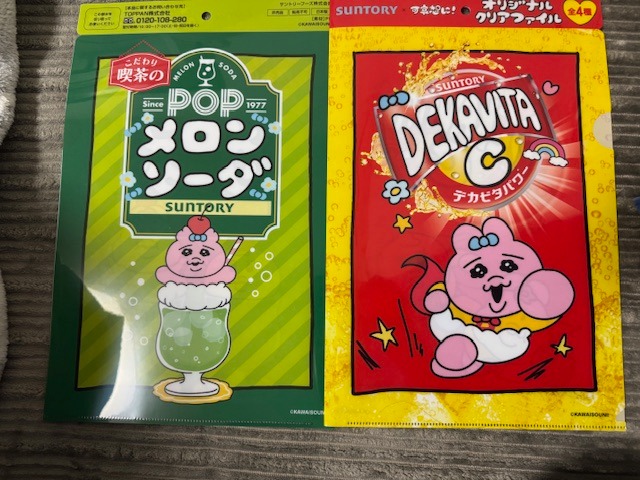 TOPPAN株式会社
0120-108-280
©KAWAISOUNI!
こだわり
喫茶の
MELON SODA
Since
POP
1977
メロン
ソーダ
SUNTORY
©KAWAISOUNI!
SUNTORY
オリジナル
クリアファイル
全4種
SUNTORY
DEKAVITA
C
デカビタパワー
©KAWAISOUNI!